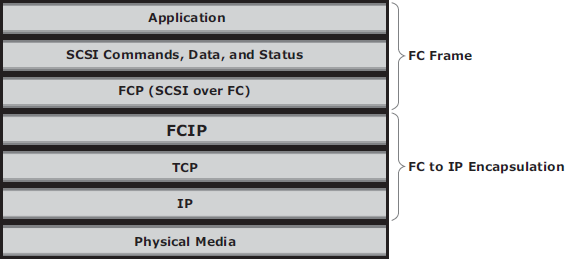 Application
SCSI Commands, Data, and Status
FC Frame
FCP (SCSI over FC)
FCIP
TCP
FC to IP Encapsulation
IP
Physical Media